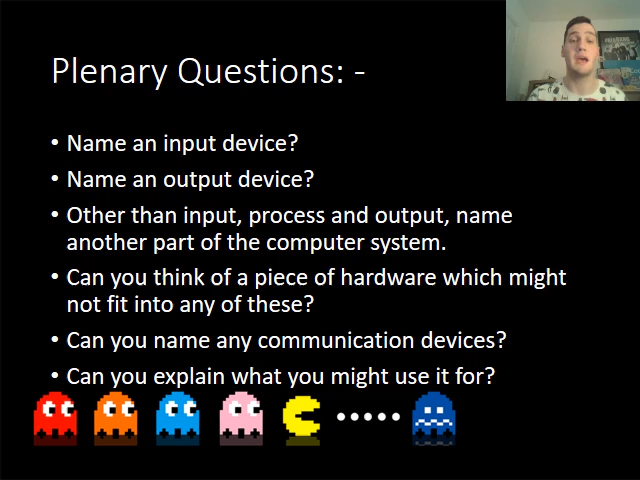 Plenary Questions: -
• Name an input device?
• Name an output device?
• Other than input, process and output, name
another part of the computer system.
• Can you think of a piece of hardware which might
not fit into any of these?
• Can you name any communication devices?
• Can you explain what you might use it for?